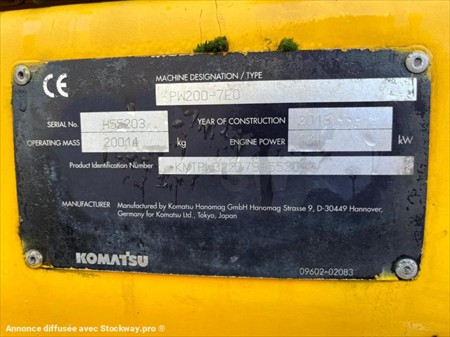 CE
MACHINE DESIGNATION / TYPE
PW200-7E0
SERIAL No. H55203 YEAR OF CONSTRUCTION
OPERATING MASS 20014 kg ENGINE POWER kW
Product Identification Number
MANUFACTURER Manufactured by Komatsu Hanomag GmbH Hanomag Strasse 9, D-30449 Hannover,
Germany for Komatsu Ltd., Tokyo, Japan
KOMATSU
09602-02083
Annonce diffusée avec Stockway.pro ®